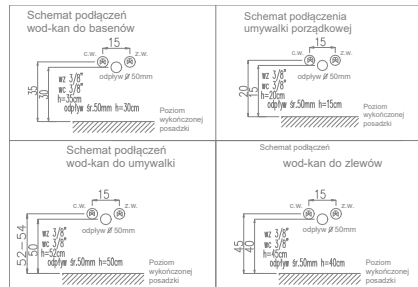 Schemat podłączeń
wod-kan do basenów
15
c.w.
z.w.
odpływ Ø 50mm
35
30
wz 3/8"
wc 3/8"
h=35cm
odpływ śr.50mm h=30cm
Poziom
wykończonej
posadzki
Schemat podłączenia
umywalki porządkowej
15
c.w.
z.w.
odpływ Ø 50mm
20
15
wz 3/8"
wc 3/8"
h=20cm
odpływ śr.50mm h=15cm
Poziom
wykończonej
posadzki
Schemat podłączeń
wod-kan do umywalki
15
c.w.
z.w.
odpływ Ø 50mm
52-54
50
wz 3/8"
wc 3/8"
h=52cm
odpływ śr.50mm h=50cm
Poziom
wykończonej
posadzki
Schemat podłączeń
wod-kan do zlewów
15
c.w.
z.w.
odpływ Ø 50mm
45
40
wz 3/8"
wc 3/8"
h=45cm
odpływ śr.50mm h=40cm
Poziom
wykończonej
posadzki